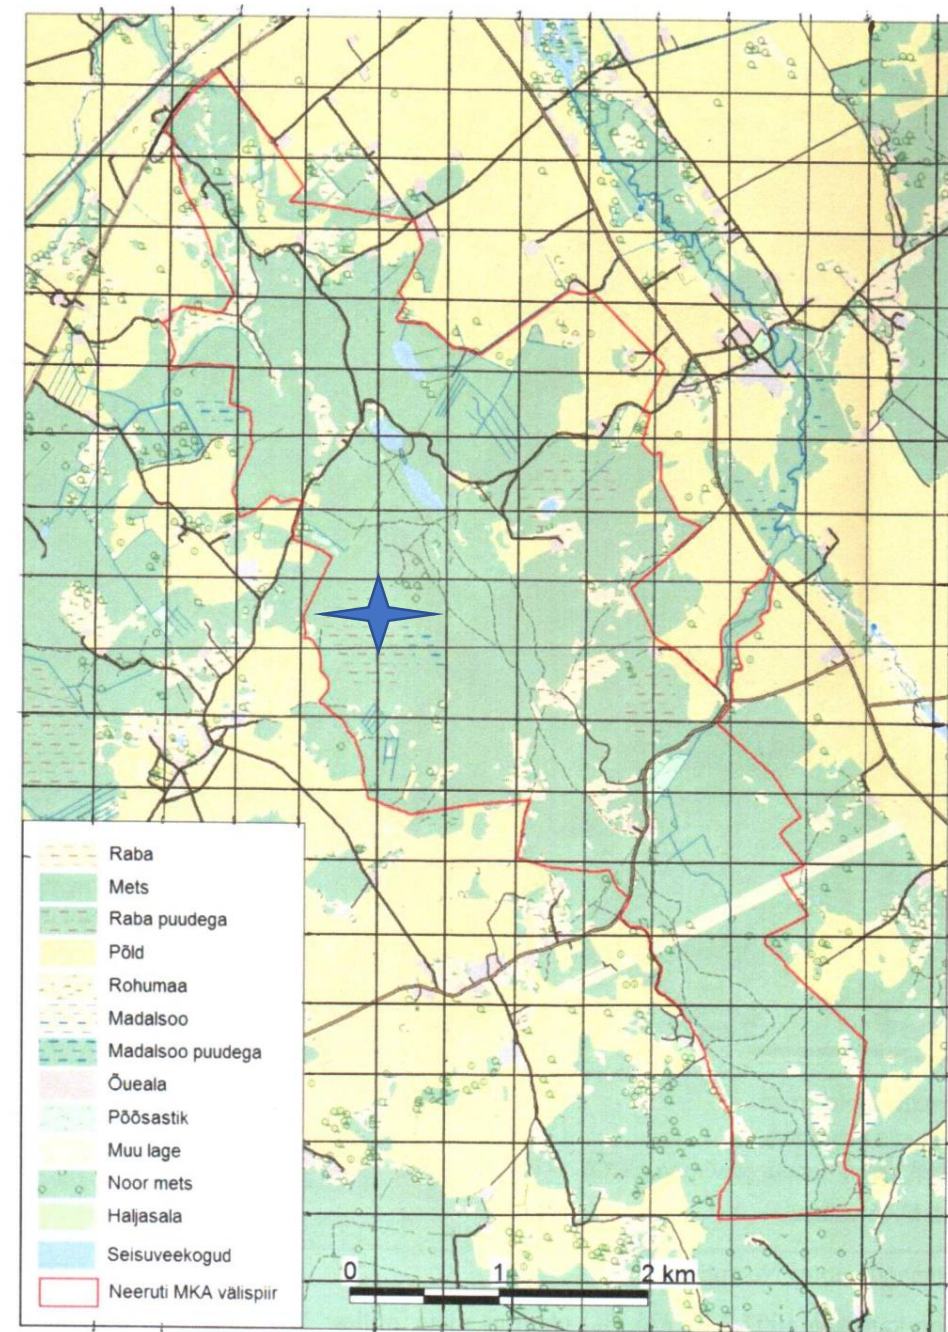 Raba
Mets
Raba puudega
Põld
Rohumaa
Madalsoo
Madalsoo puudega
Õueala
Põõsastik
Muu lage
Noor mets
Haljasala
Seisuveekogud
Neeruti MKA välispiir
0 1 2 km